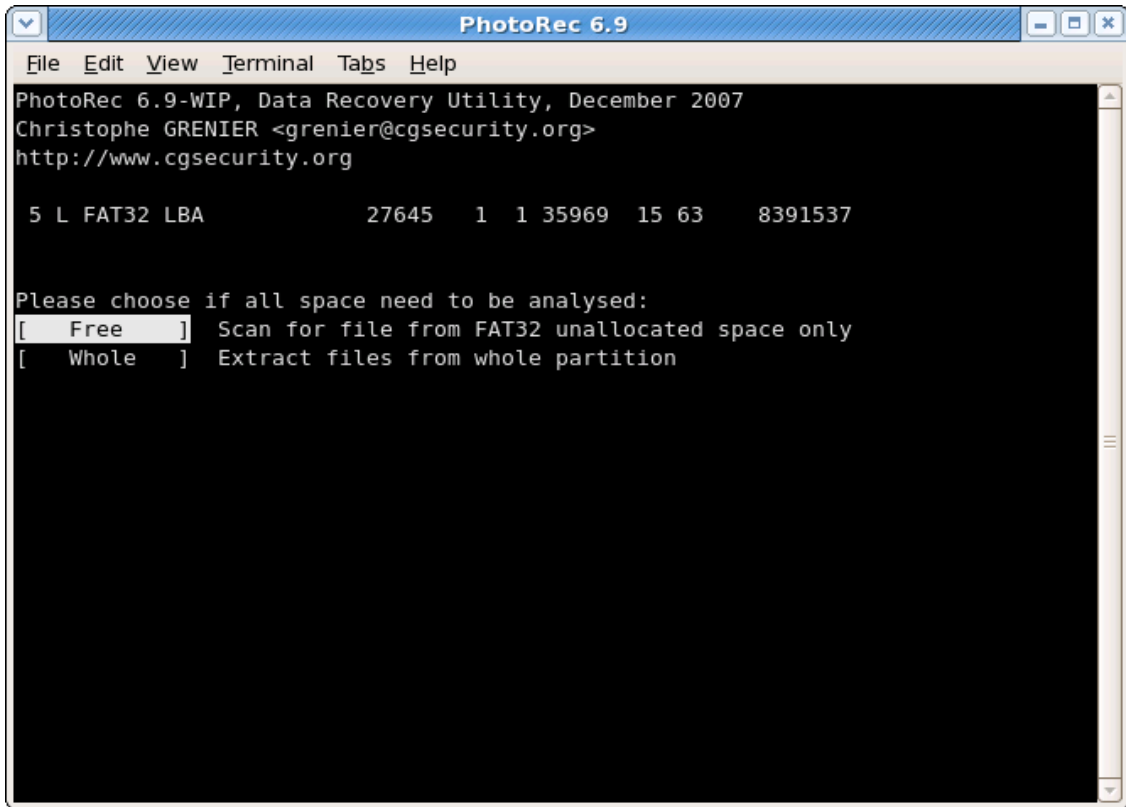 PhotoRec 6.9
File Edit View Terminal Tabs Help
PhotoRec 6.9-WIP, Data Recovery Utility, December 2007
Christophe GRENIER <grenier@cgsecurity.org>
http://www.cgsecurity.org
5 L FAT32 LBA 27645 1 1 35969 15 63 8391537
Please choose if all space need to be analysed:
[ Free ] Scan for file from FAT32 unallocated space only
[ Whole ] Extract files from whole partition